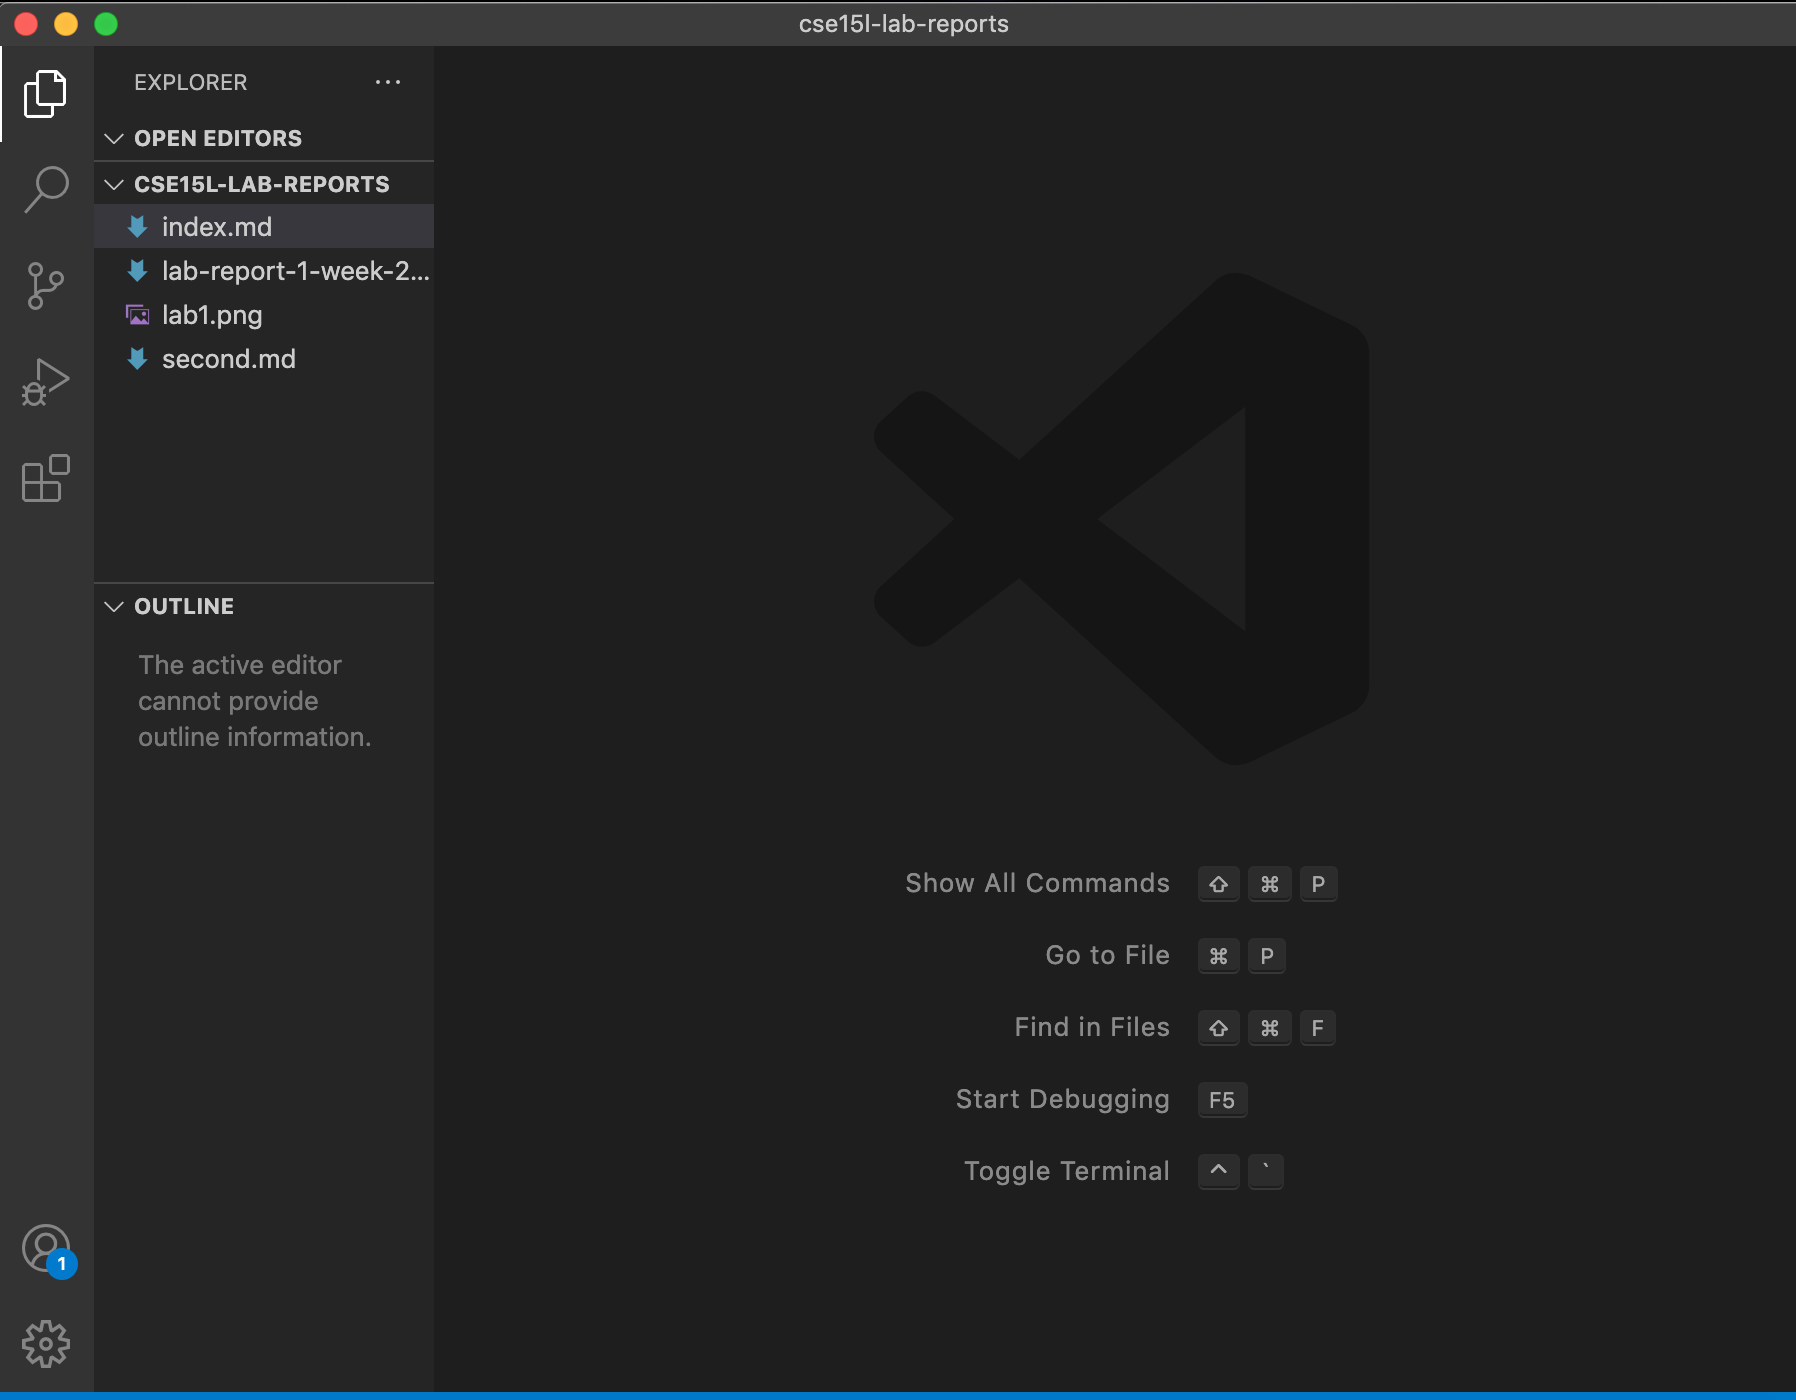 cse15l-lab-reports
EXPLORER
OPEN EDITORS
CSE15L-LAB-REPORTS
index.md
lab-report-1-week-2...
lab1.png
second.md
OUTLINE
The active editor
cannot provide
outline information.
Show All Commands ⇧ ⌘ P
Go to File ⌘ P
Find in Files ⇧ ⌘ F
Start Debugging F5
Toggle Terminal ^ `
1